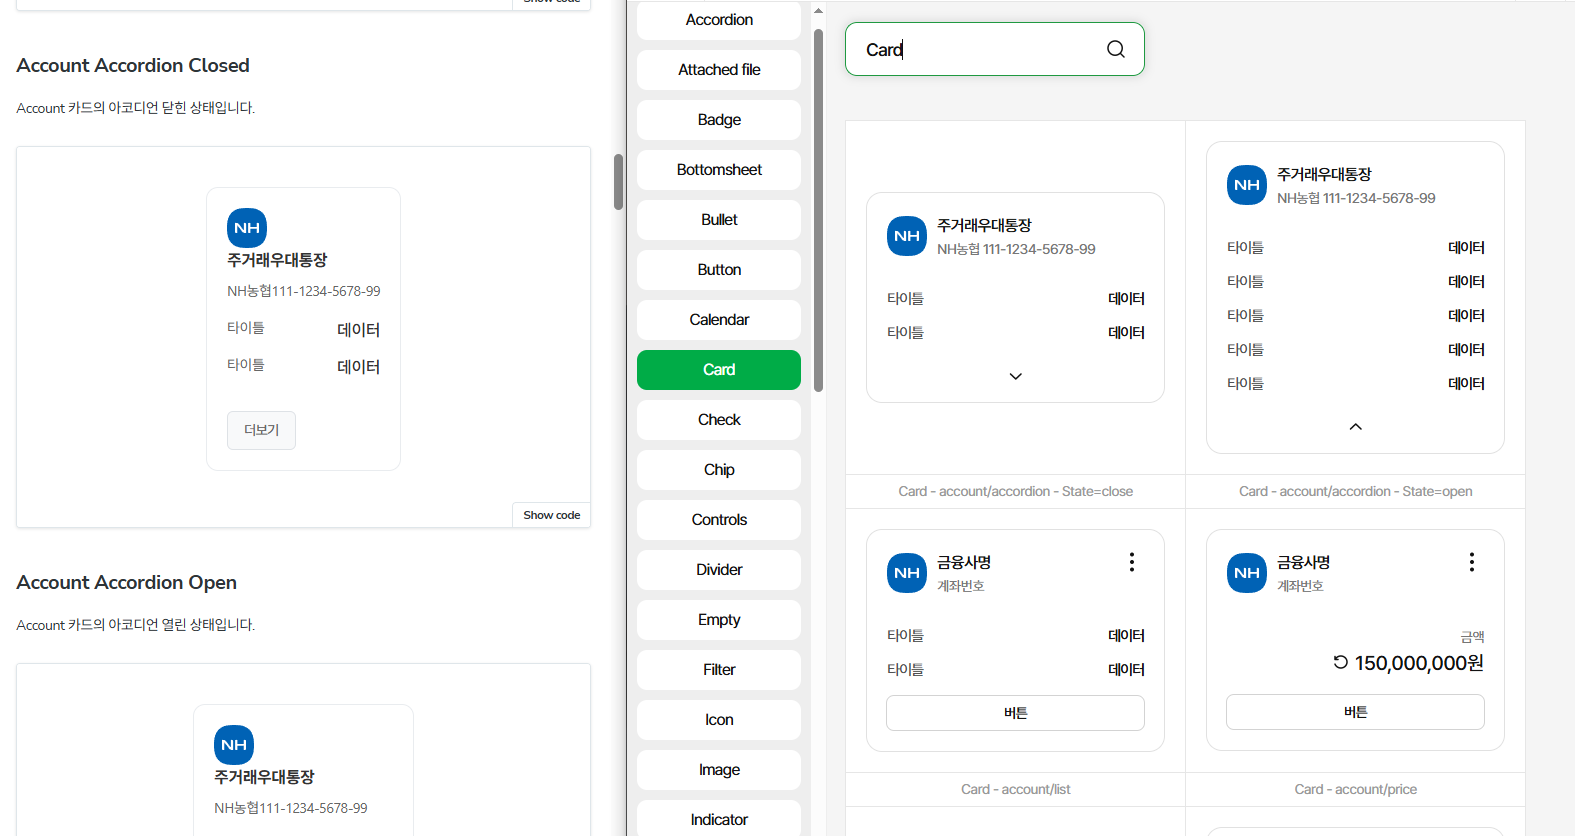 Show code
Account Accordion Closed
Account 카드의 아코디언 닫힌 상태입니다.
NH
주거래우대통장
NH농협111-1234-5678-99
타이틀 데이터
타이틀 데이터
더보기
Show code
Account Accordion Open
Account 카드의 아코디언 열린 상태입니다.
NH
주거래우대통장
NH농협111-1234-5678-99
Accordion
Attached file
Badge
Bottomsheet
Bullet
Button
Calendar
Card
Check
Chip
Controls
Divider
Empty
Filter
Icon
Image
Indicator
Card
NH
주거래우대통장
NH농협 111-1234-5678-99
타이틀 데이터
타이틀 데이터
Card - account/accordion - State=close
NH
주거래우대통장
NH농협 111-1234-5678-99
타이틀 데이터
타이틀 데이터
타이틀 데이터
타이틀 데이터
타이틀 데이터
Card - account/accordion - State=open
NH
금융사명
계좌번호
타이틀 데이터
타이틀 데이터
버튼
Card - account/list
NH
금융사명
계좌번호
금액
150,000,000원
버튼
Card - account/price